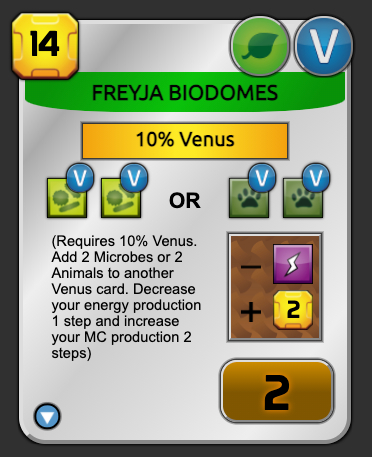 14
V
FREYJA BIODOMES
10% Venus
V V OR V V
(Requires 10% Venus.
Add 2 Microbes or 2
Animals to another
Venus card. Decrease
your energy production
1 step and increase
your MC production 2
steps)
−
+ 2
2